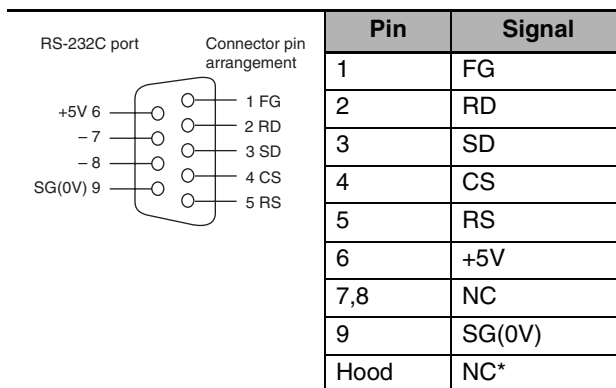 RS-232C port
Connector pin
arrangement
+5V 6
– 7
– 8
SG(0V) 9
1 FG
2 RD
3 SD
4 CS
5 RS
Pin Signal
1 FG
2 RD
3 SD
4 CS
5 RS
6 +5V
7,8 NC
9 SG(0V)
Hood NC*